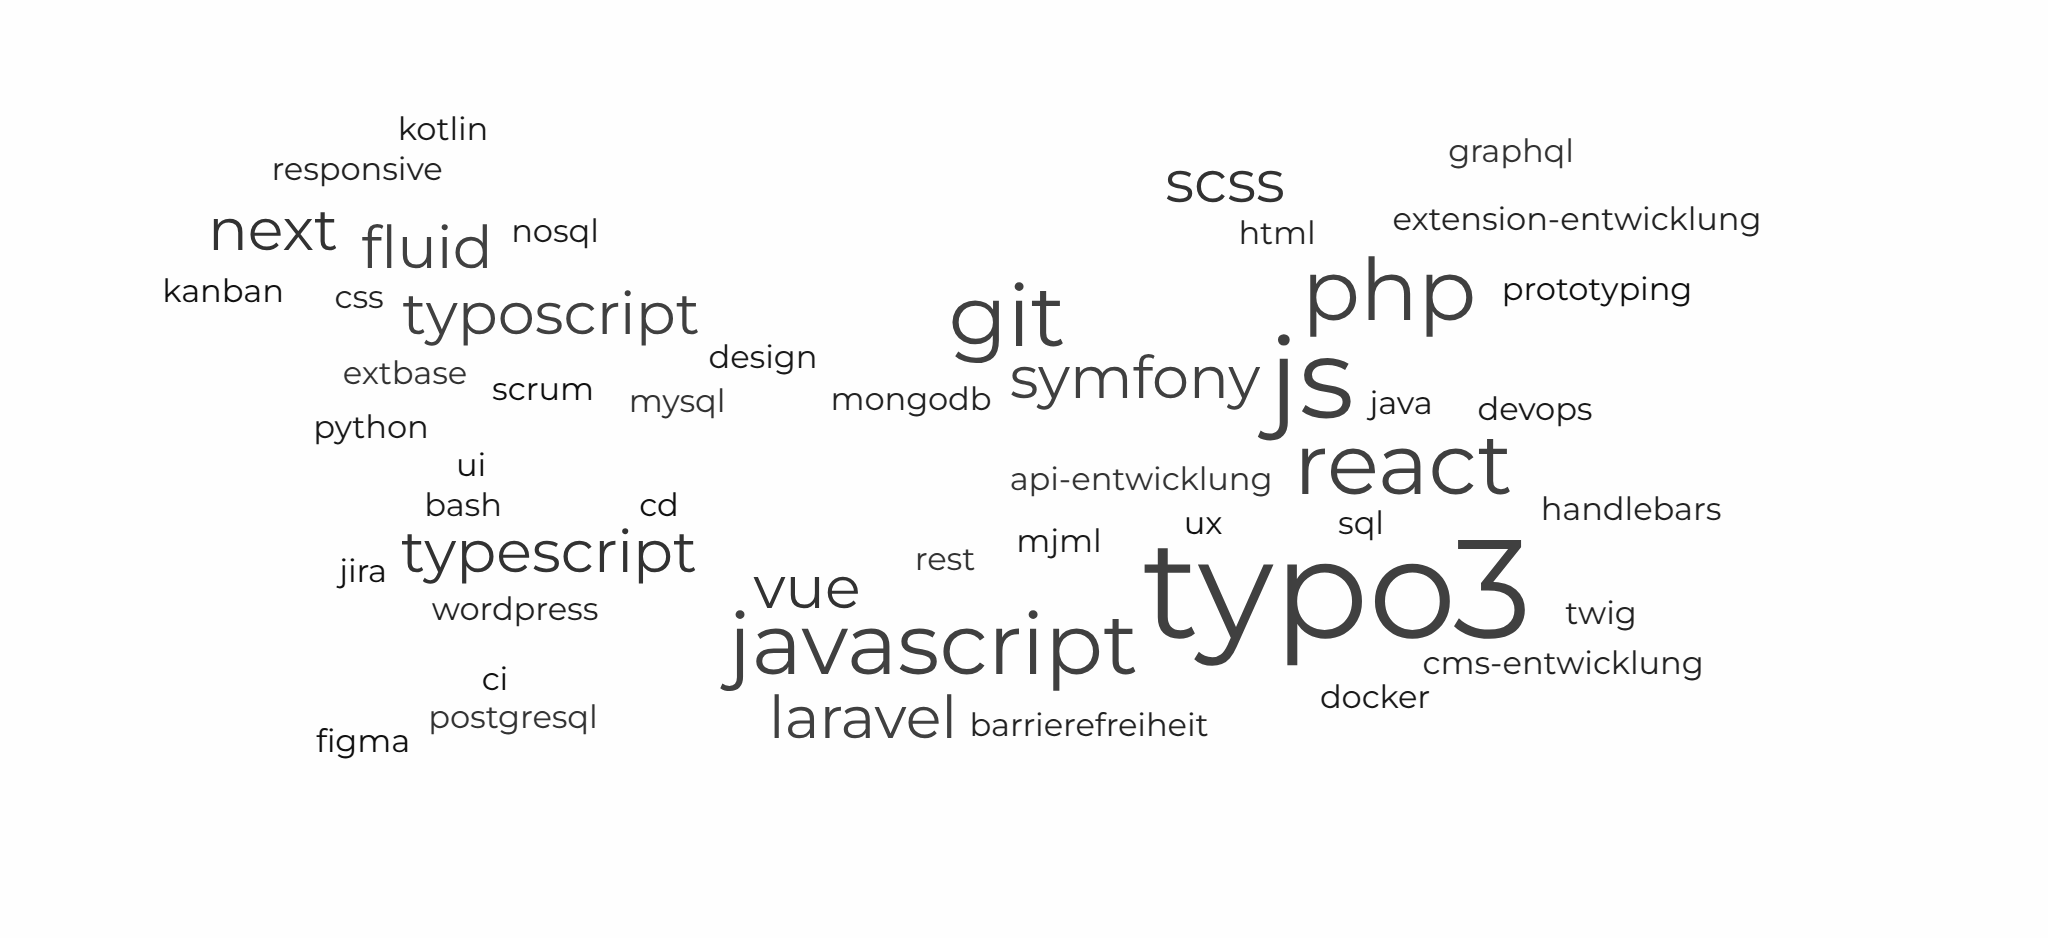 kotlin
responsive
graphql
scss
next
fluid
nosql
html
extension-entwicklung
kanban
css
typoscript
git
php
prototyping
design
extbase
scrum
mysql
mongodb
symfony
js
java
devops
python
ui
api-entwicklung
react
bash
cd
handlebars
jira
typescript
rest
mjml
ux
sql
wordpress
vue
javascript
typo3
twig
cms-entwicklung
ci
postgresql
figma
laravel
barrierefreiheit
docker